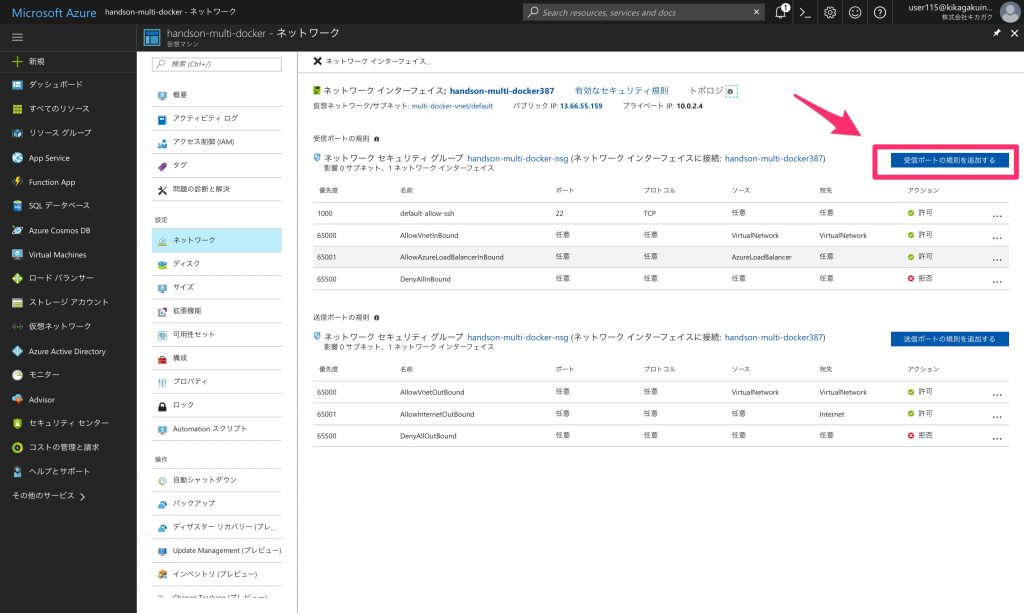 Microsoft Azure handson-multi-docker - ネットワーク
Search resources, services and docs
1
user115@kikagakuin...
株式会社キカガク
新規
ダッシュボード
すべてのリソース
リソース グループ
App Service
Function App
SQL データベース
Azure Cosmos DB
Virtual Machines
ロード バランサー
ストレージ アカウント
仮想ネットワーク
Azure Active Directory
モニター
Advisor
セキュリティ センター
コストの管理と請求
ヘルプとサポート
その他のサービス
handson-multi-docker - ネットワーク
仮想マシン
検索 (Ctrl+/)
概要
アクティビティ ログ
アクセス制御 (IAM)
タグ
問題の診断と解決
設定
ネットワーク
ディスク
サイズ
拡張機能
可用性セット
構成
プロパティ
ロック
Automation スクリプト
操作
自動シャットダウン
バックアップ
ディザスター リカバリー (プレ...
Update Management (プレビュー)
インベントリ (プレビュー)
Change Tracking (プレビュー)
ネットワーク インターフェイス...
ネットワーク インターフェイス: handson-multi-docker387 有効なセキュリティ規則 トポロジ
仮想ネットワーク/サブネット: multi-docker-vnet/default パブリック IP: 13.66.55.159 プライベート IP: 10.0.2.4
受信ポートの規則
ネットワーク セキュリティ グループ handson-multi-docker-nsg (ネットワーク インターフェイスに接続: handson-multi-docker387)
影響 0 サブネット、1 ネットワーク インターフェイス
受信ポートの規則を追加する
優先度 名前 ポート プロトコル ソース 宛先 アクション
1000 default-allow-ssh 22 TCP 任意 任意 許可 ...
65000 AllowVnetInBound 任意 任意 VirtualNetwork VirtualNetwork 許可 ...
65001 AllowAzureLoadBalancerInBound 任意 任意 AzureLoadBalancer 任意 許可 ...
65500 DenyAllInBound 任意 任意 任意 任意 拒否 ...
送信ポートの規則
ネットワーク セキュリティ グループ handson-multi-docker-nsg (ネットワーク インターフェイスに接続: handson-multi-docker387)
影響 0 サブネット、1 ネットワーク インターフェイス
送信ポートの規則を追加する
優先度 名前 ポート プロトコル ソース 宛先 アクション
65000 AllowVnetOutBound 任意 任意 VirtualNetwork VirtualNetwork 許可 ...
65001 AllowInternetOutBound 任意 任意 任意 Internet 許可 ...
65500 DenyAllOutBound 任意 任意 任意 任意 拒否 ...